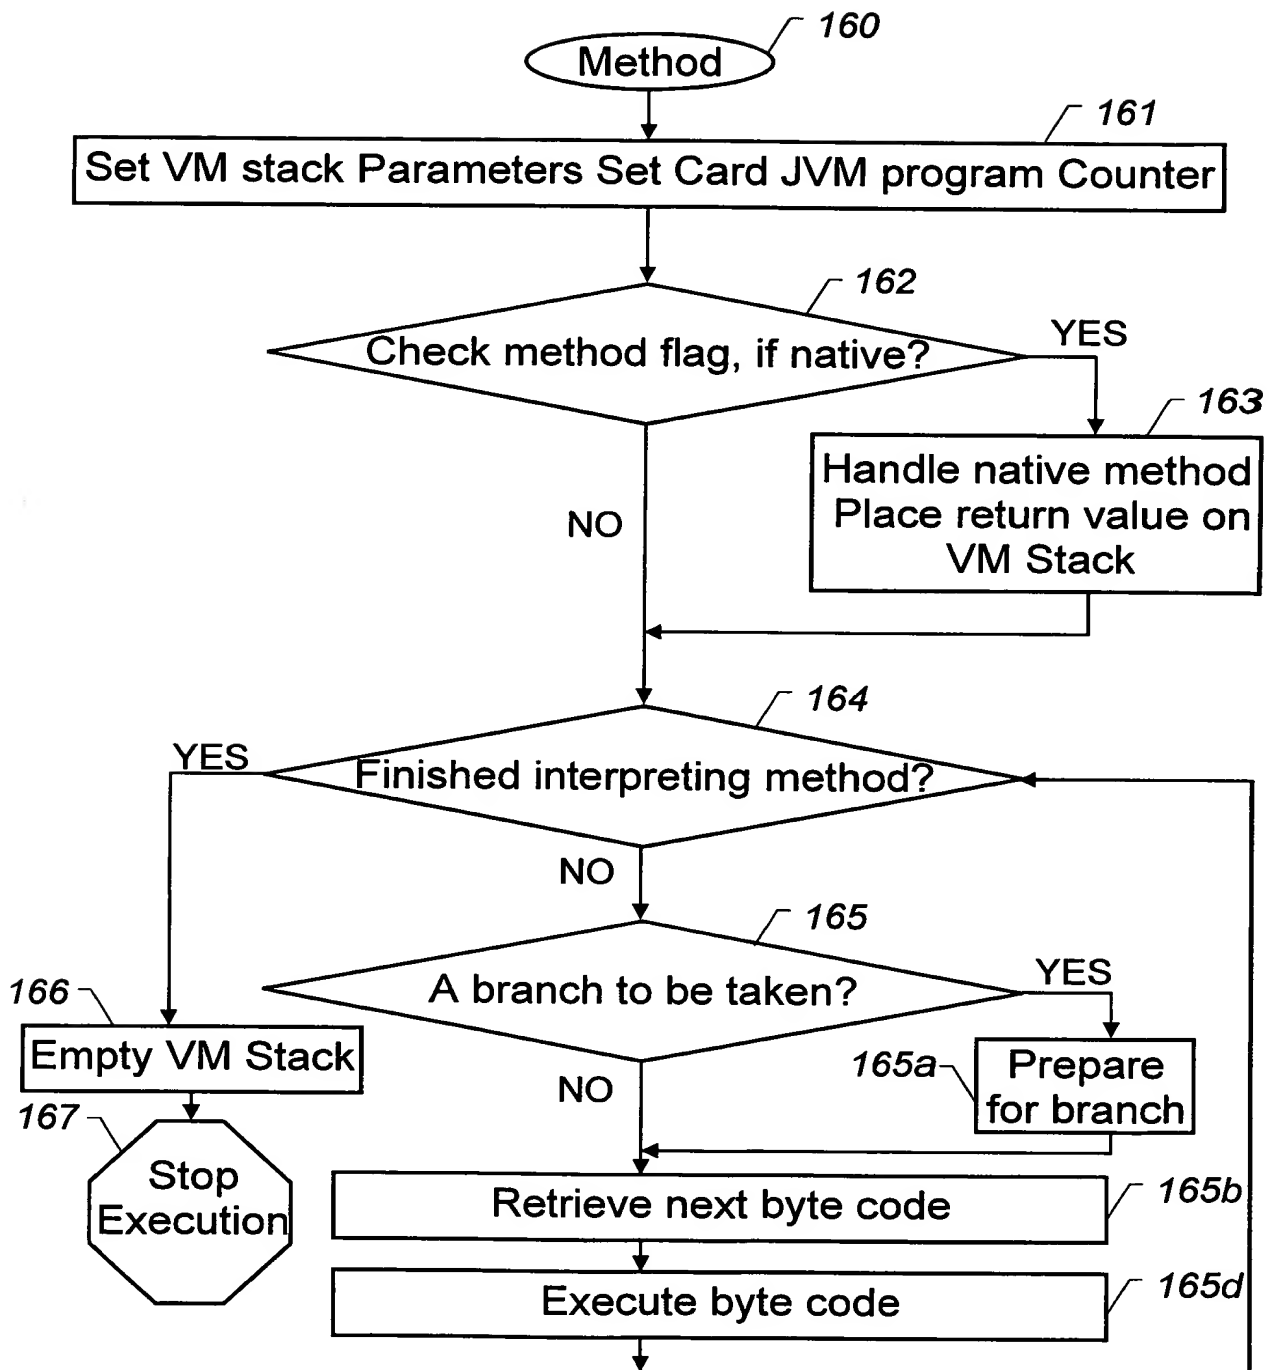 160
Method
161
Set VM stack Parameters Set Card JVM program Counter
162
Check method flag, if native?
YES
163
Handle native method
Place return value on
VM Stack
NO
164
YES
Finished interpreting method?
NO
165
A branch to be taken?
YES
166
Empty VM Stack
165a
Prepare
for branch
NO
167
Stop
Execution
Retrieve next byte code
165b
Execute byte code
165d